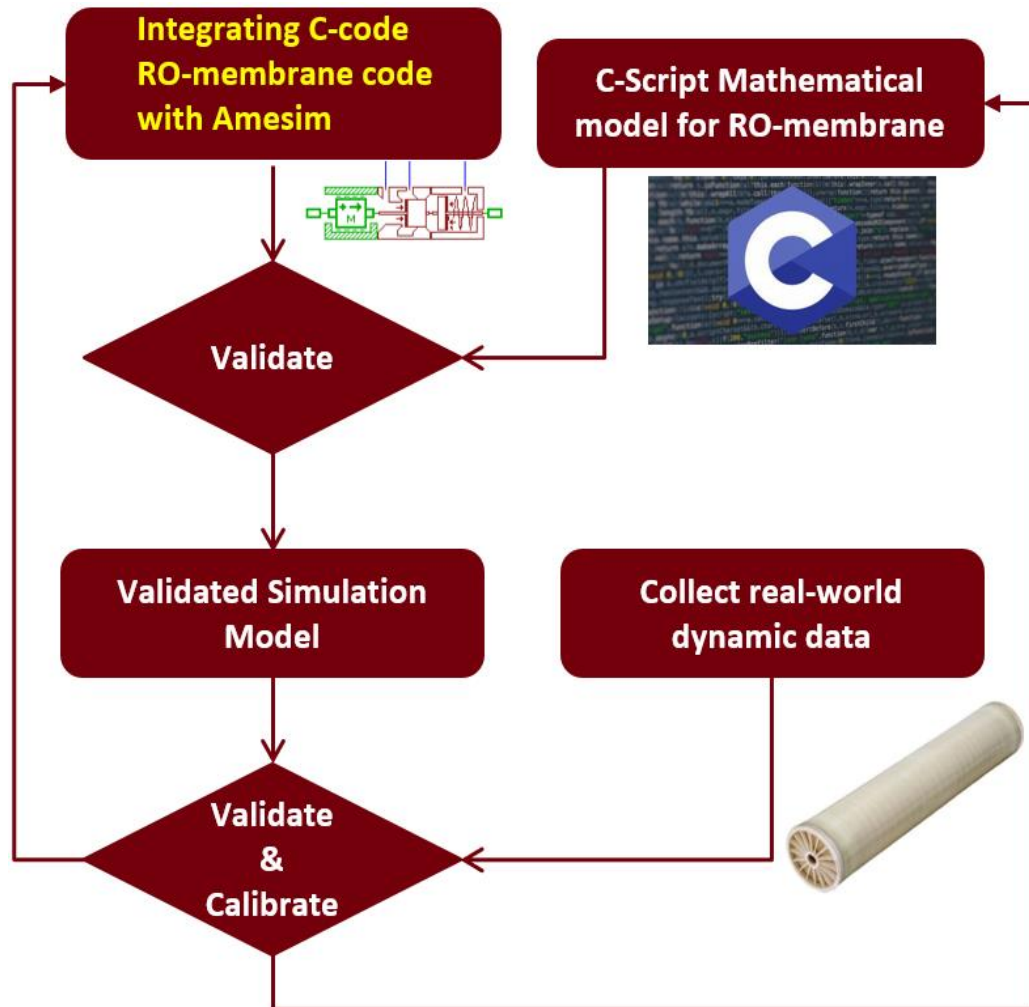 Integrating C-code
RO-membrane code
with Amesim
C-Script Mathematical
model for RO-membrane
M
C
Validate
Validated Simulation
Model
Collect real-world
dynamic data
Validate
&
Calibrate